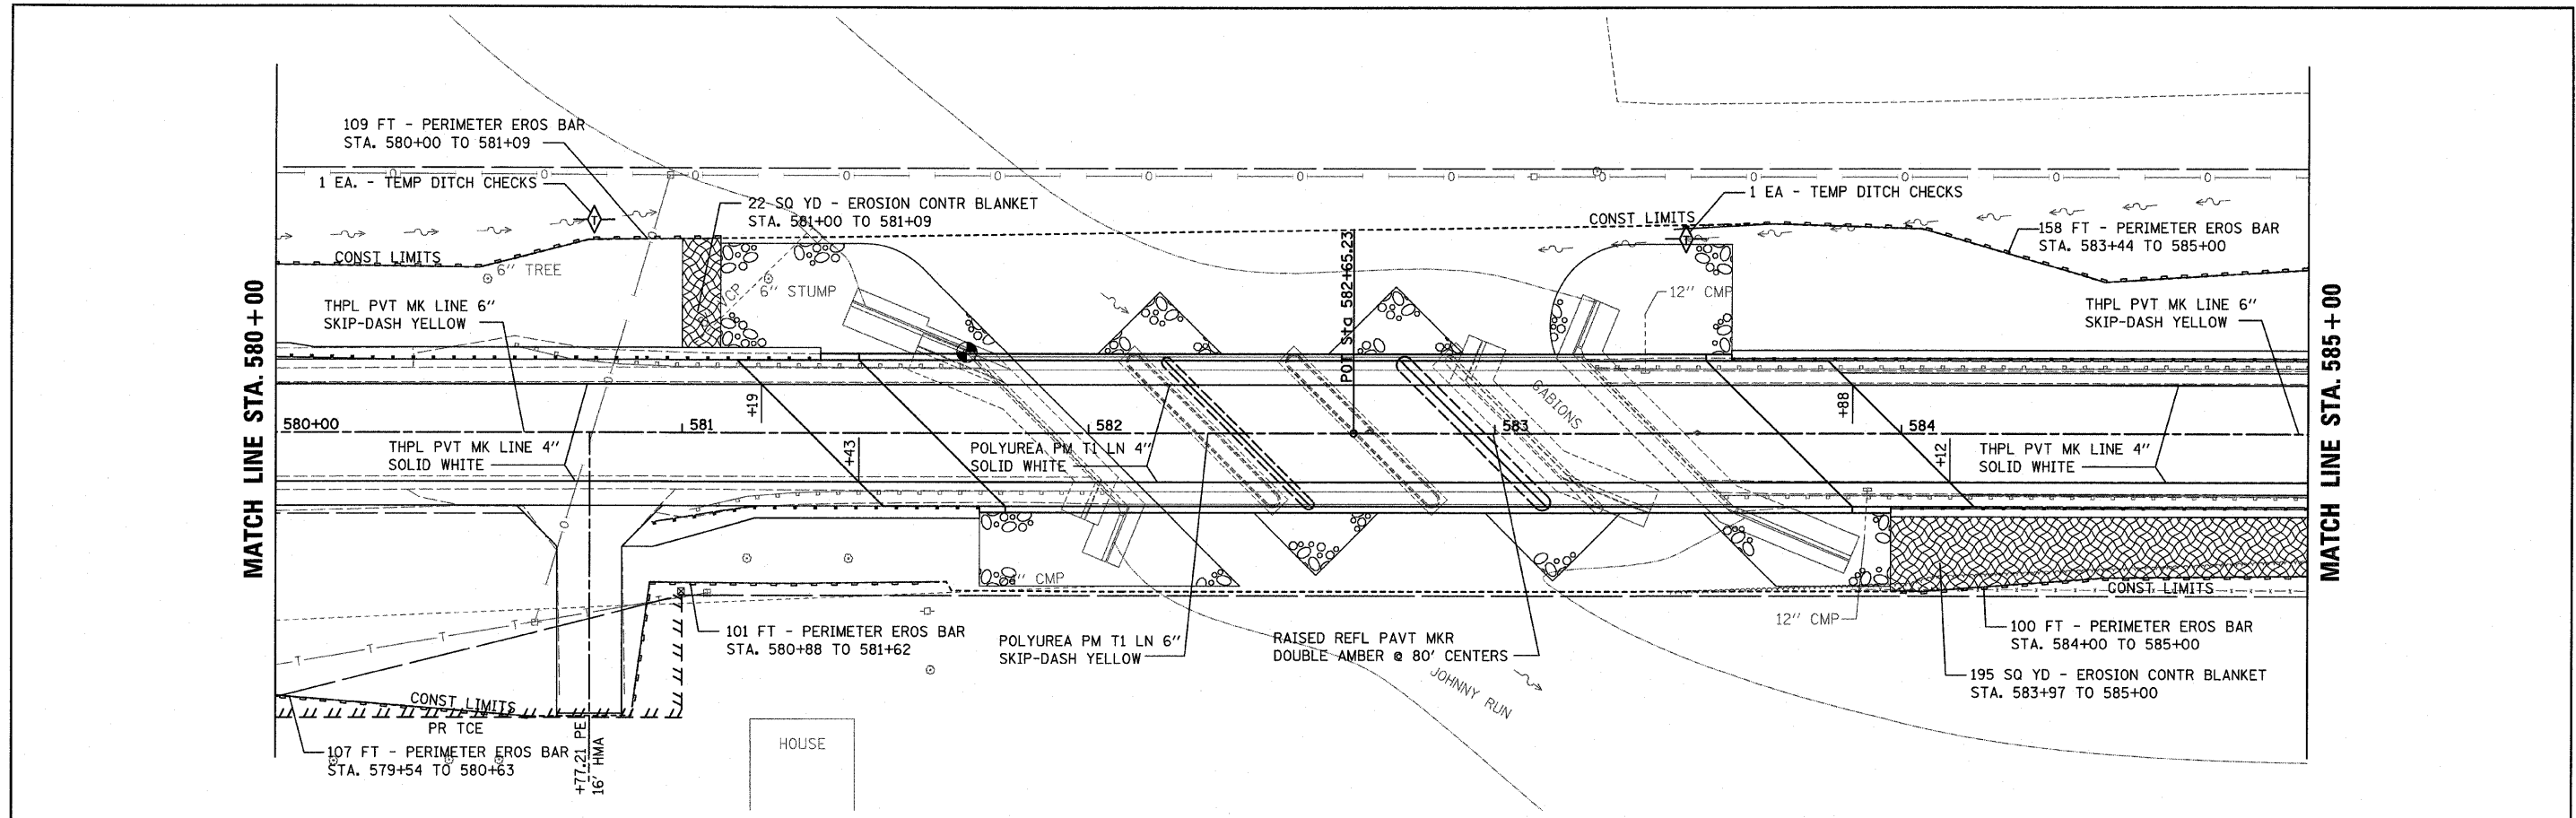 109 FT - PERIMETER EROS BAR
STA. 580+00 TO 581+09
1 EA. - TEMP DITCH CHECKS
22 SQ YD - EROSION CONTR BLANKET
STA. 581+00 TO 581+09
1 EA - TEMP DITCH CHECKS
CONST LIMITS
158 FT - PERIMETER EROS BAR
STA. 583+44 TO 585+00
CONST LIMITS
6" TREE
VCP
6" STUMP
12" CMP
POT Sta 582+65.23
MATCH LINE STA. 580+00
THPL PVT MK LINE 6"
SKIP-DASH YELLOW
THPL PVT MK LINE 6"
SKIP-DASH YELLOW
MATCH LINE STA. 585+00
GABIONS
+19
+88
580+00
581
582
583
584
THPL PVT MK LINE 4"
SOLID WHITE
+43
POLYUREA PM T1 LN 4"
SOLID WHITE
+12
THPL PVT MK LINE 4"
SOLID WHITE
" CMP
CONST LIMITS
12" CMP
101 FT - PERIMETER EROS BAR
STA. 580+88 TO 581+62
POLYUREA PM T1 LN 6"
SKIP-DASH YELLOW
RAISED REFL PAVT MKR
DOUBLE AMBER @ 80' CENTERS
100 FT - PERIMETER EROS BAR
STA. 584+00 TO 585+00
JOHNNY RUN
195 SQ YD - EROSION CONTR BLANKET
STA. 583+97 TO 585+00
CONST LIMITS
PR TCE
107 FT - PERIMETER EROS BAR
STA. 579+54 TO 580+63
+77.21 PE
16' HMA
HOUSE